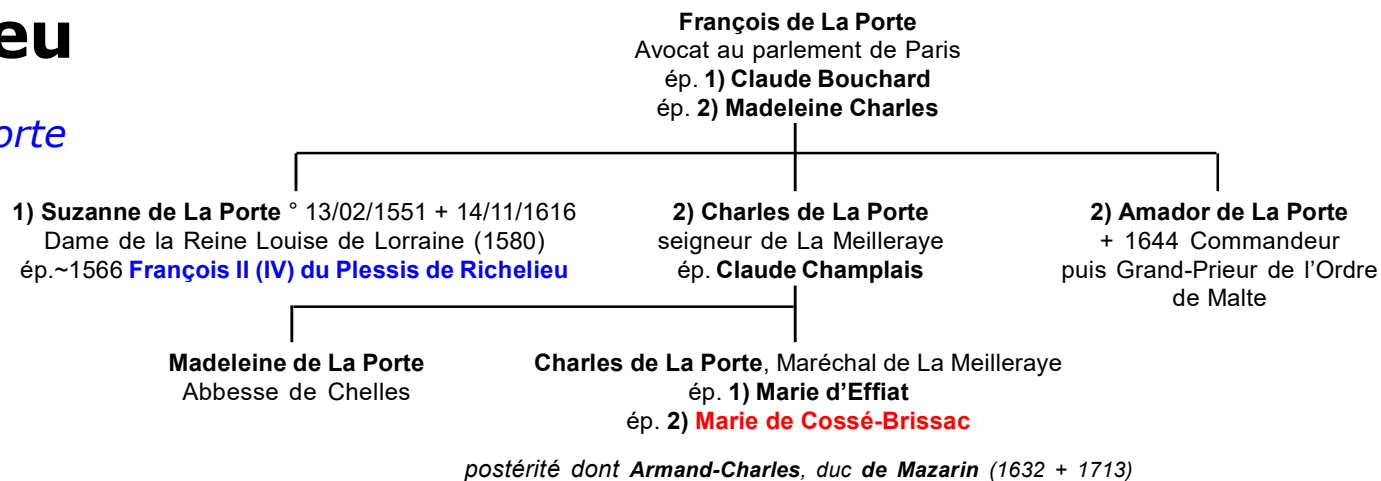 eu
orte
François de La Porte
Avocat au parlement de Paris
ép. 1) Claude Bouchard
ép. 2) Madeleine Charles
1) Suzanne de La Porte ° 13/02/1551 + 14/11/1616
Dame de la Reine Louise de Lorraine (1580)
ép.~1566 François II (IV) du Plessis de Richelieu
2) Charles de La Porte
seigneur de La Meilleraye
ép. Claude Champlais
2) Amador de La Porte
+ 1644 Commandeur
puis Grand-Prieur de l’Ordre
de Malte
Madeleine de La Porte
Abbesse de Chelles
Charles de La Porte, Maréchal de La Meilleraye
ép. 1) Marie d’Effiat
ép. 2) Marie de Cossé-Brissac
postérité dont Armand-Charles, duc de Mazarin (1632 + 1713)